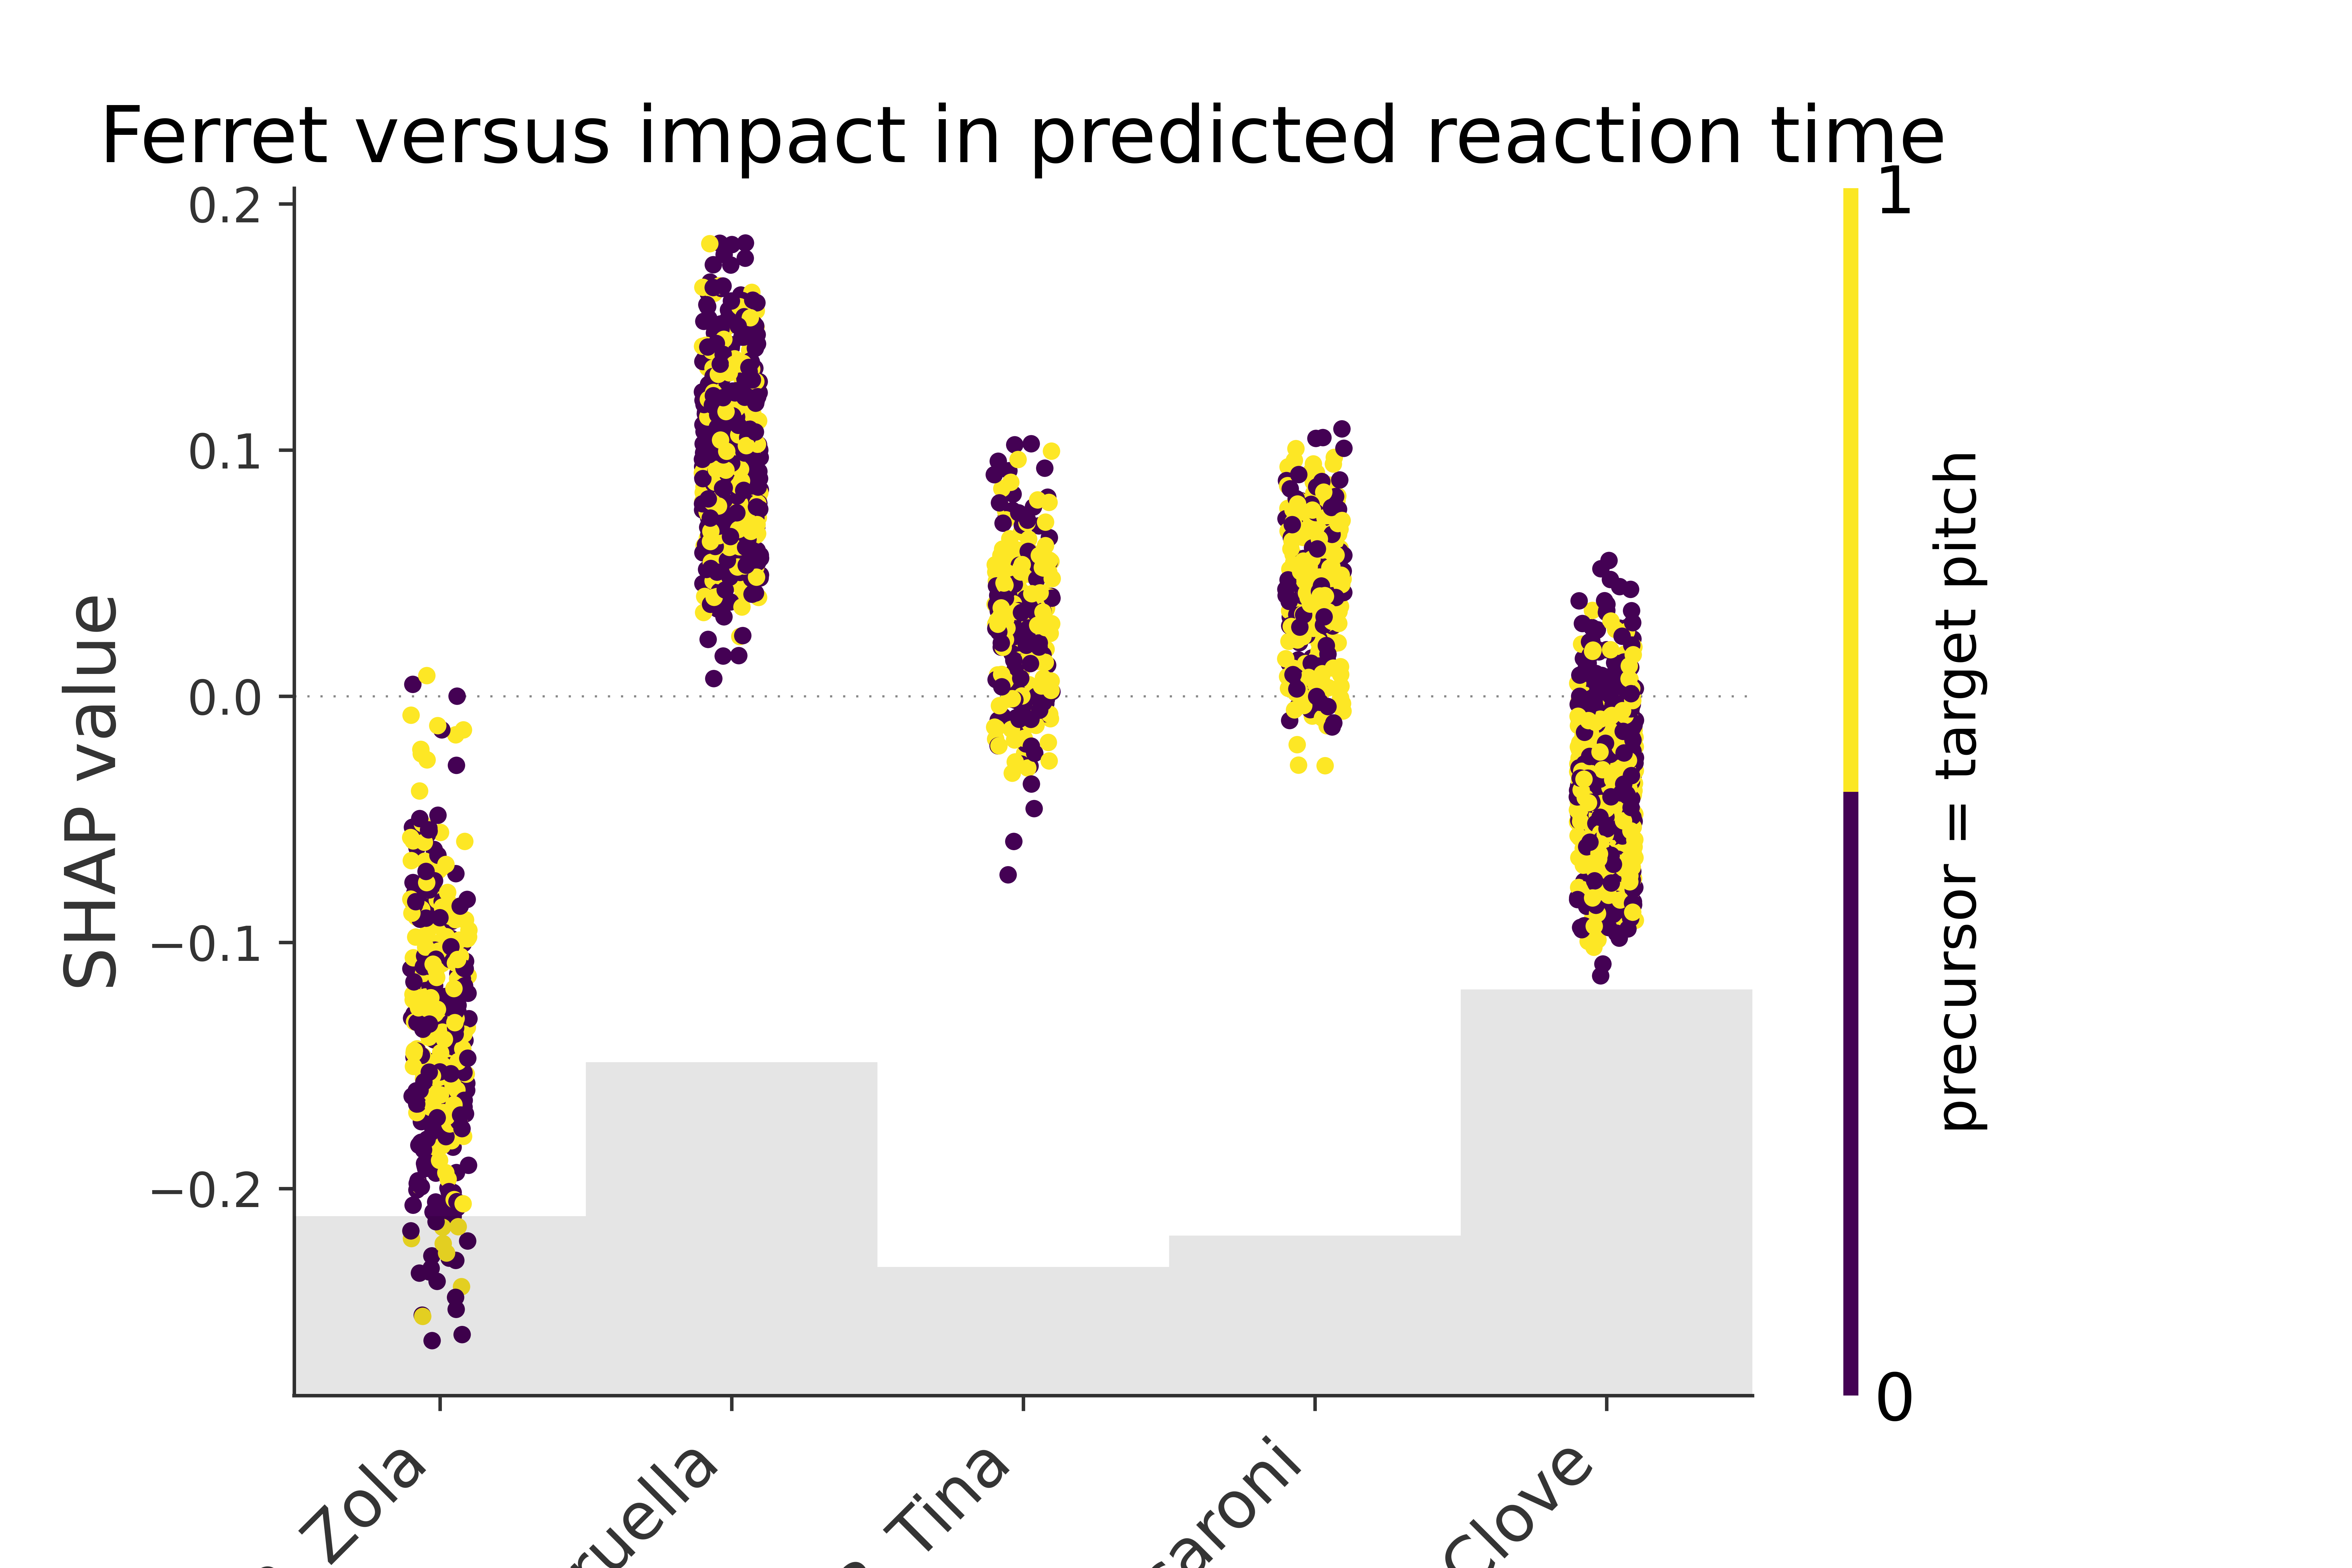 Ferret versus impact in predicted reaction time
0.2
0.1
0.0
−0.1
−0.2
SHAP value
Zola
Tina
Clove
1
0
precursor = target pitch